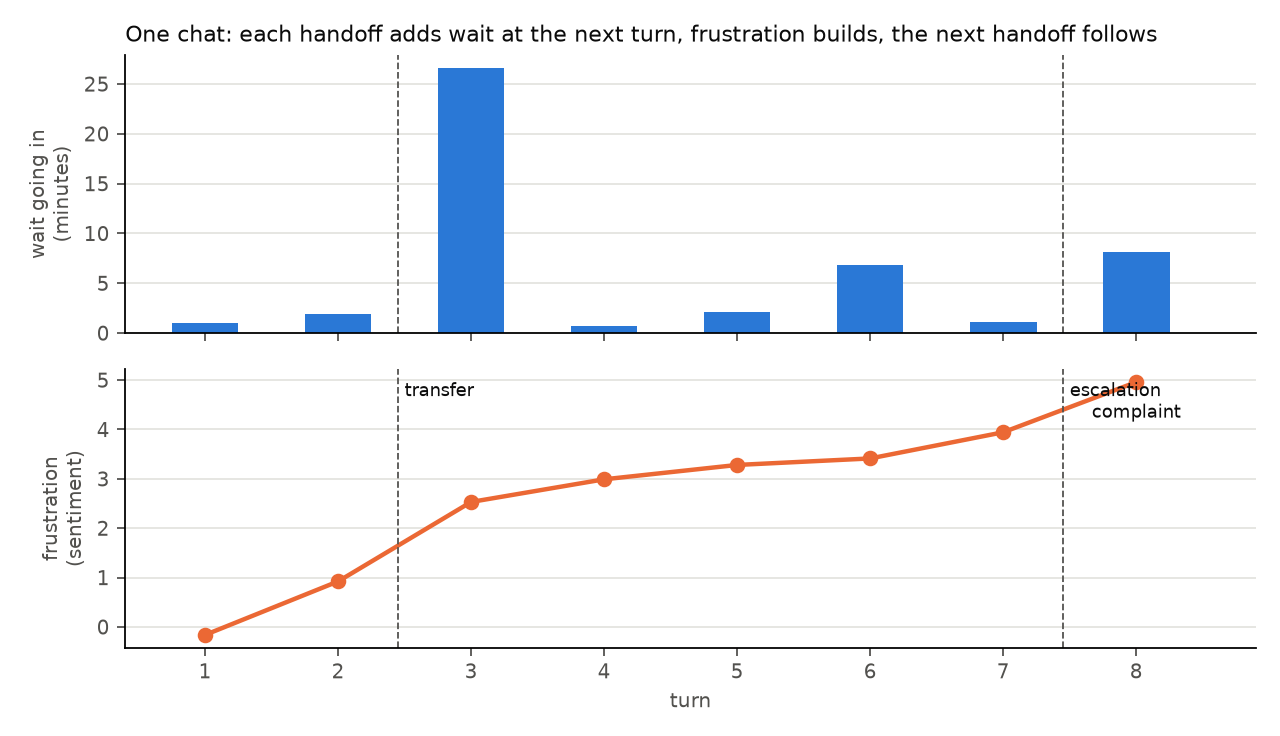 One chat: each handoff adds wait at the next turn, frustration builds, the next handoff follows
wait going in
(minutes)
25
20
15
10
5
0
frustration
(sentiment)
5
4
3
2
1
0
transfer
escalation
complaint
1 2 3 4 5 6 7 8
turn